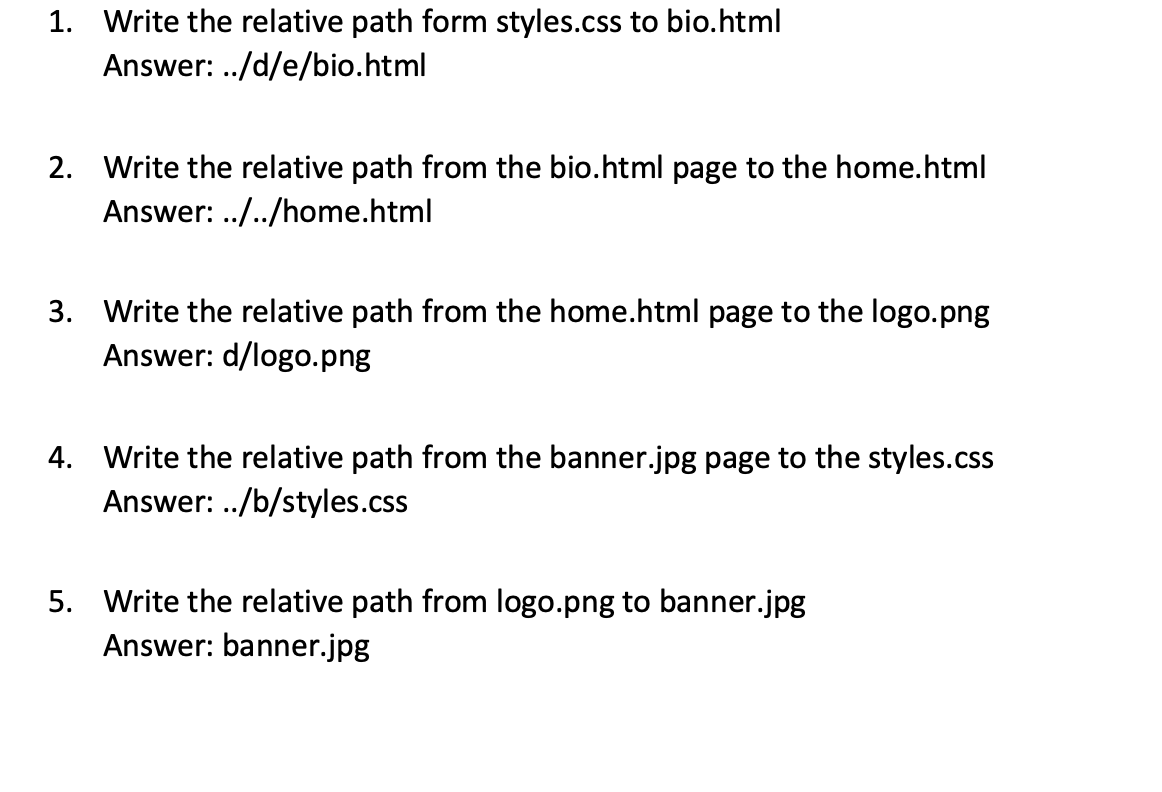 1. Write the relative path form styles.css to bio.html
Answer: ../d/e/bio.html
2. Write the relative path from the bio.html page to the home.html
Answer: ../../home.html
3. Write the relative path from the home.html page to the logo.png
Answer: d/logo.png
4. Write the relative path from the banner.jpg page to the styles.css
Answer: ../b/styles.css
5. Write the relative path from logo.png to banner.jpg
Answer: banner.jpg